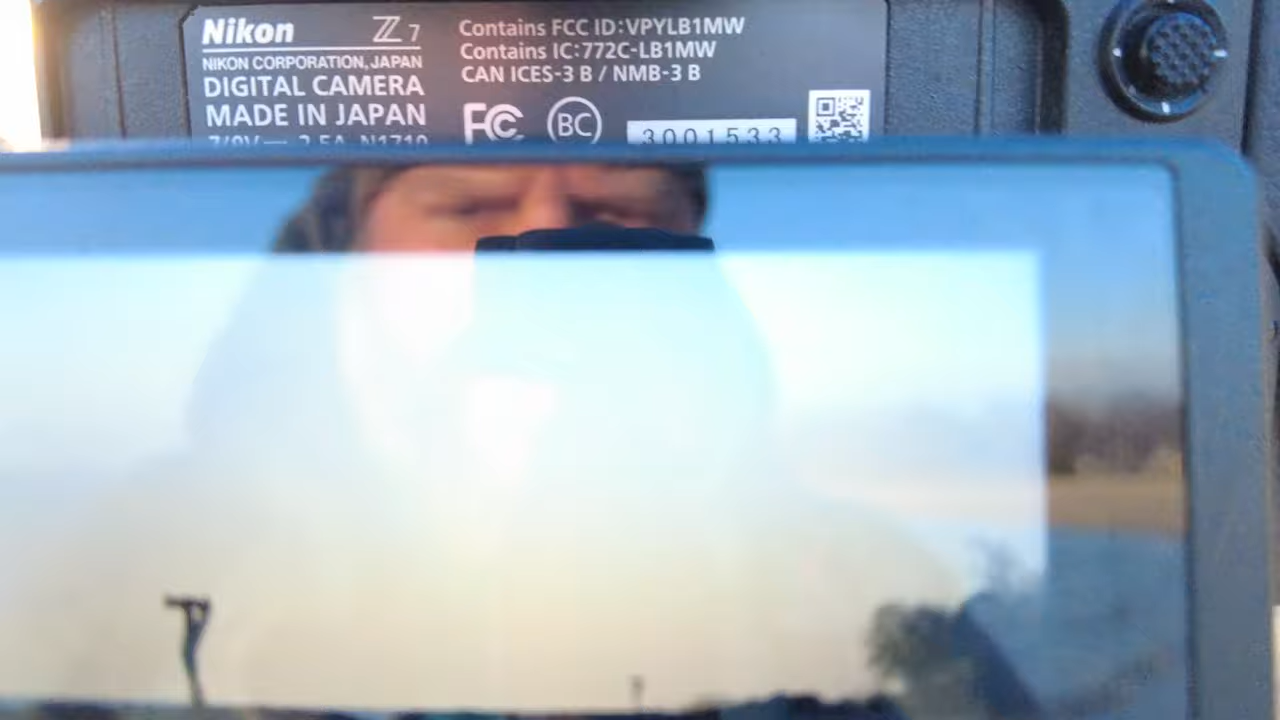 Nikon Z 7
NIKON CORPORATION, JAPAN
DIGITAL CAMERA
MADE IN JAPAN
Contains FCC ID:VPYLB1MW
Contains IC:772C-LB1MW
CAN ICES-3 B / NMB-3 B
FC BC
3001533